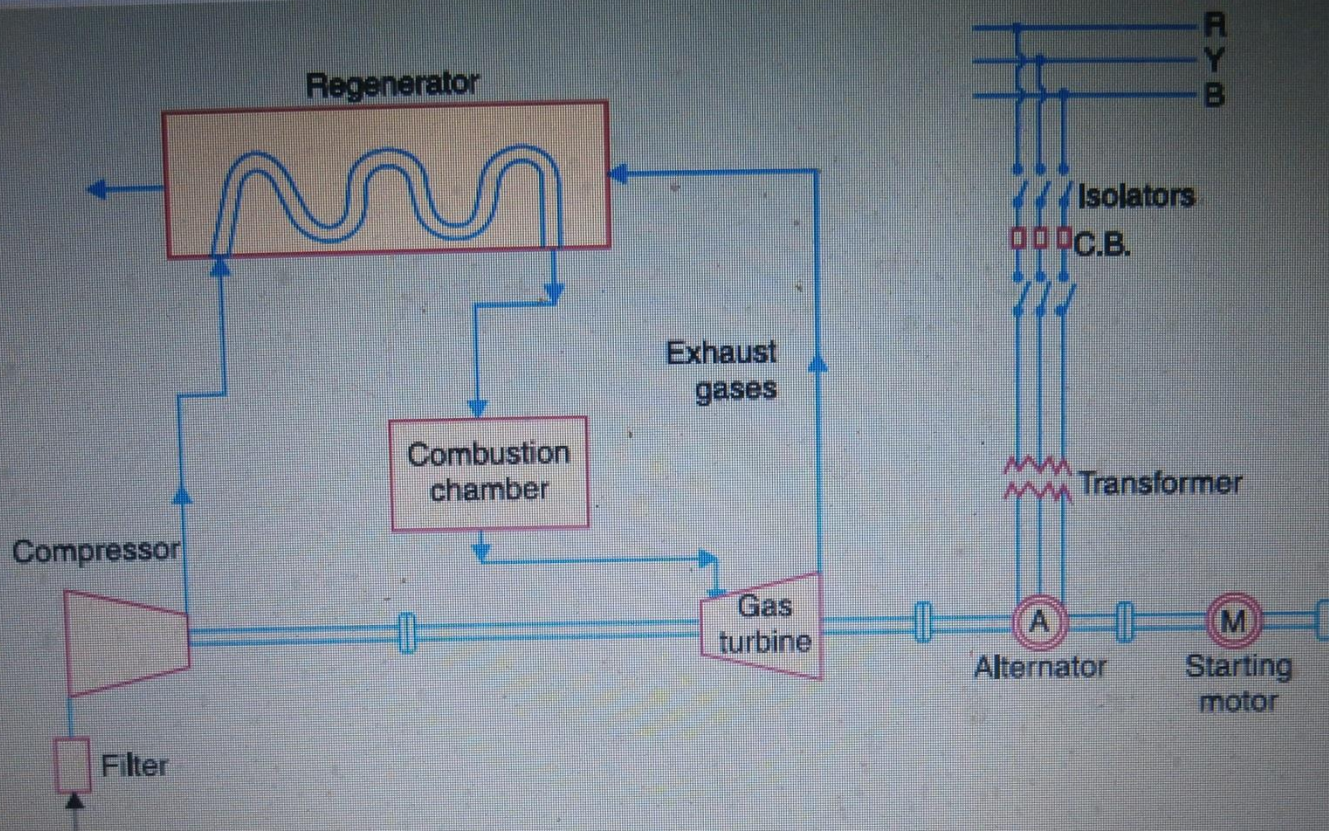 Regenerator
R
Y
B
Isolators
C.B.
Exhaust
gases
Combustion
chamber
Transformer
Compressor
Gas
turbine
A
M
Alternator
Starting
motor
Filter